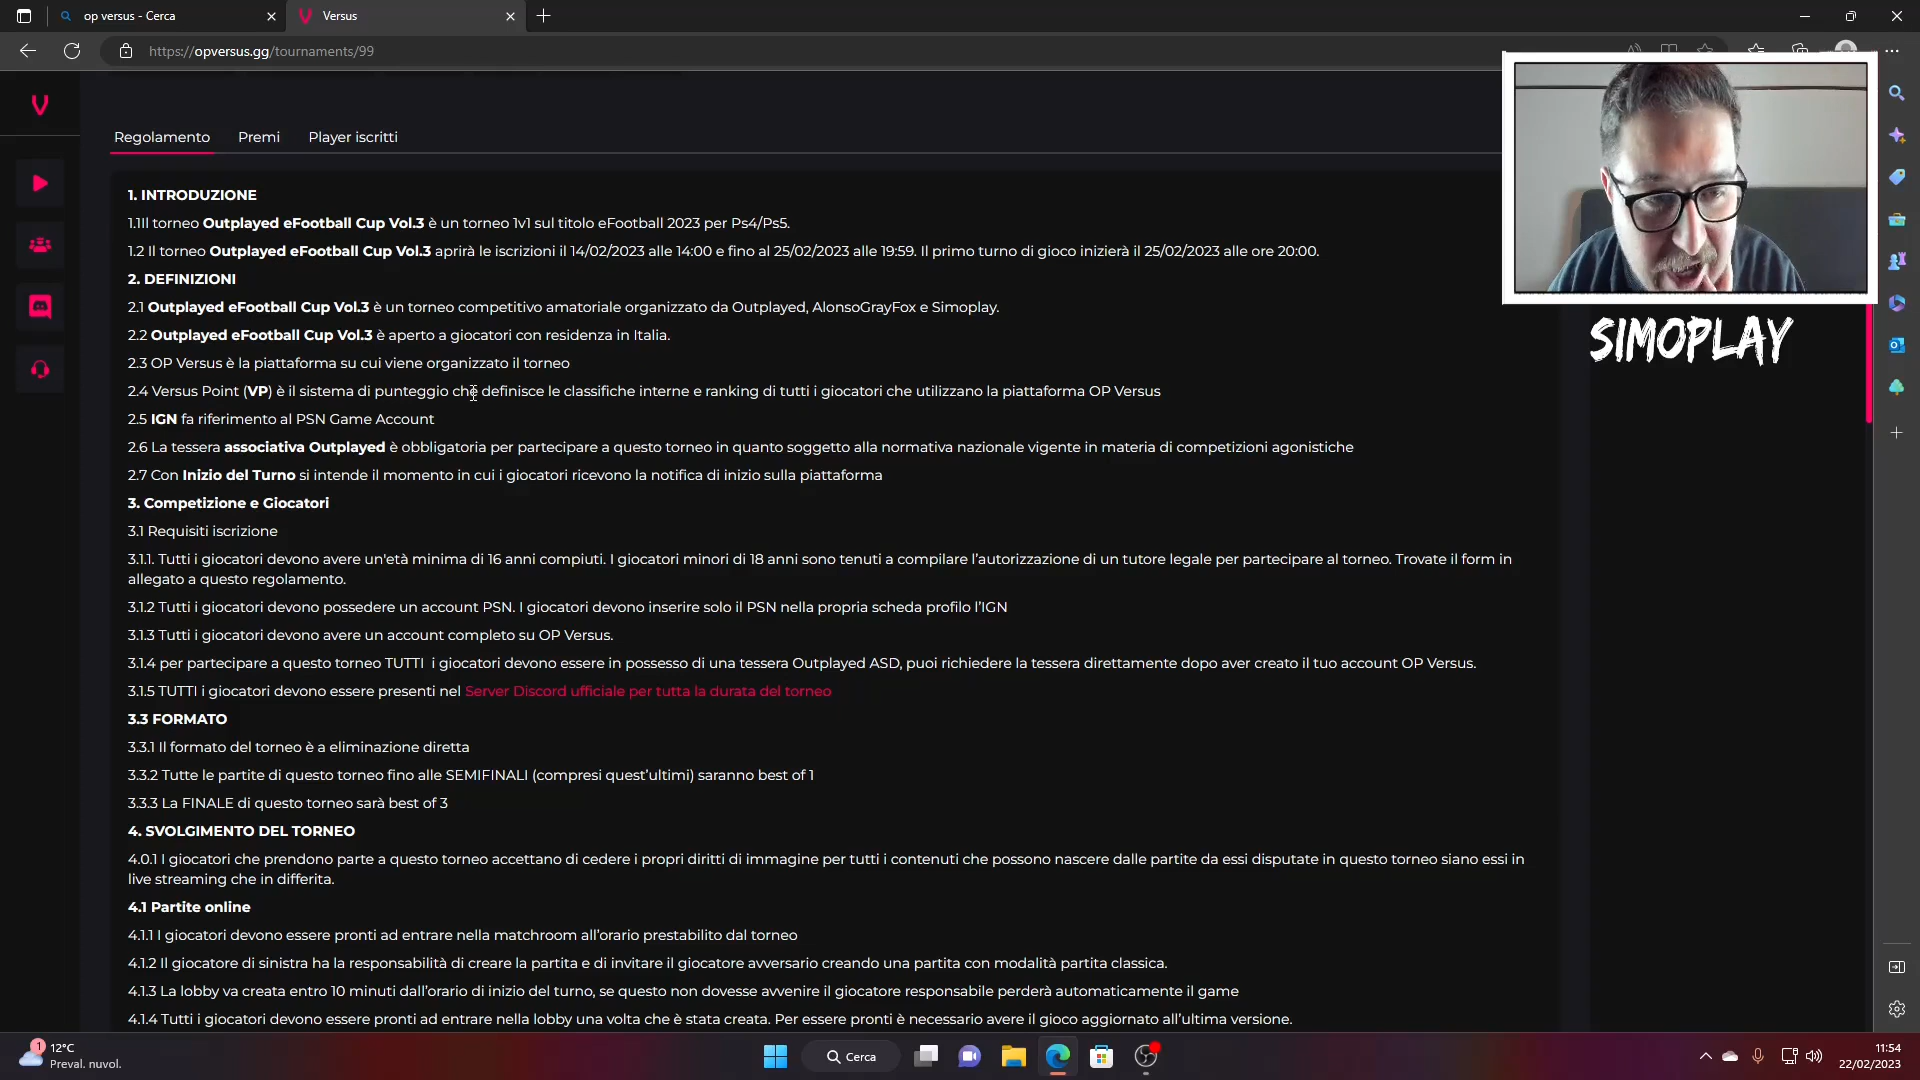 op versus - Cerca
Versus
https://opversus.gg/tournaments/99
Regolamento Premi Player iscritti
1. INTRODUZIONE
1.1Il torneo Outplayed eFootball Cup Vol.3 è un torneo 1v1 sul titolo eFootball 2023 per Ps4/Ps5.
1.2 Il torneo Outplayed eFootball Cup Vol.3 aprirà le iscrizioni il 14/02/2023 alle 14:00 e fino al 25/02/2023 alle 19:59. Il primo turno di gioco inizierà il 25/02/2023 alle ore 20:00.
2. DEFINIZIONI
2.1 Outplayed eFootball Cup Vol.3 è un torneo competitivo amatoriale organizzato da Outplayed, AlonsoGrayFox e Simoplay.
2.2 Outplayed eFootball Cup Vol.3 è aperto a giocatori con residenza in Italia.
2.3 OP Versus è la piattaforma su cui viene organizzato il torneo
2.4 Versus Point (VP) è il sistema di punteggio che definisce le classifiche interne e ranking di tutti i giocatori che utilizzano la piattaforma OP Versus
2.5 IGN fa riferimento al PSN Game Account
2.6 La tessera associativa Outplayed è obbligatoria per partecipare a questo torneo in quanto soggetto alla normativa nazionale vigente in materia di competizioni agonistiche
2.7 Con Inizio del Turno si intende il momento in cui i giocatori ricevono la notifica di inizio sulla piattaforma
3. Competizione e Giocatori
3.1 Requisiti iscrizione
3.1.1. Tutti i giocatori devono avere un'età minima di 16 anni compiuti. I giocatori minori di 18 anni sono tenuti a compilare l'autorizzazione di un tutore legale per partecipare al torneo. Trovate il form in
allegato a questo regolamento.
3.1.2 Tutti i giocatori devono possedere un account PSN. I giocatori devono inserire solo il PSN nella propria scheda profilo l'IGN
3.1.3 Tutti i giocatori devono avere un account completo su OP Versus.
3.1.4 per partecipare a questo torneo TUTTI i giocatori devono essere in possesso di una tessera Outplayed ASD, puoi richiedere la tessera direttamente dopo aver creato il tuo account OP Versus.
3.1.5 TUTTI i giocatori devono essere presenti nel Server Discord ufficiale per tutta la durata del torneo
3.3 FORMATO
3.3.1 Il formato del torneo è a eliminazione diretta
3.3.2 Tutte le partite di questo torneo fino alle SEMIFINALI (compresi quest'ultimi) saranno best of 1
3.3.3 La FINALE di questo torneo sarà best of 3
4. SVOLGIMENTO DEL TORNEO
4.0.1 I giocatori che prendono parte a questo torneo accettano di cedere i propri diritti di immagine per tutti i contenuti che possono nascere dalle partite da essi disputate in questo torneo siano essi in
live streaming che in differita.
4.1 Partite online
4.1.1 I giocatori devono essere pronti ad entrare nella matchroom all'orario prestabilito dal torneo
4.1.2 Il giocatore di sinistra ha la responsabilità di creare la partita e di invitare il giocatore avversario creando una partita con modalità partita classica.
4.1.3 La lobby va creata entro 10 minuti dall'orario di inizio del turno, se questo non dovesse avvenire il giocatore responsabile perderà automaticamente il game
4.1.4 Tutti i giocatori devono essere pronti ad entrare nella lobby una volta che è stata creata. Per essere pronti è necessario avere il gioco aggiornato all'ultima versione.
SIMOPLAY
1
12°C
Preval. nuvol.
Cerca
11:54
22/02/2023